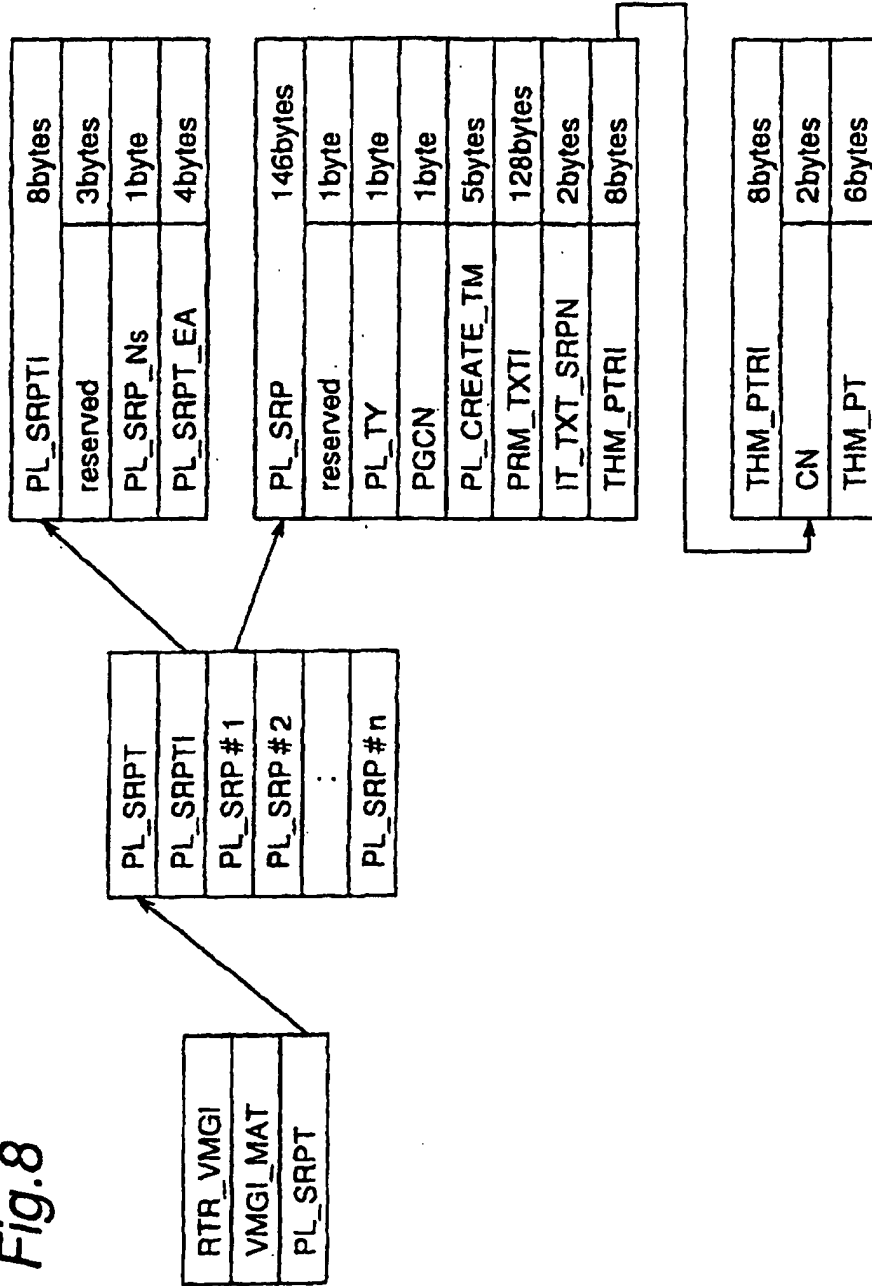 Fig.8
RTR_VMGI
VMGI_MAT
PL_SRPT
PL_SRPT
PL_SRPTI
PL_SRP#1
PL_SRP#2
:
PL_SRP#n
PL_SRPTI 8bytes
reserved 3bytes
PL_SRP_Ns 1byte
PL_SRPT_EA 4bytes
PL_SRP 146bytes
reserved 1byte
PL_TY 1byte
PGCN 1byte
PL_CREATE_TM 5bytes
PRM_TXTI 128bytes
IT_TXT_SRPN 2bytes
THM_PTRI 8bytes
THM_PTRI 8bytes
CN 2bytes
THM_PT 6bytes